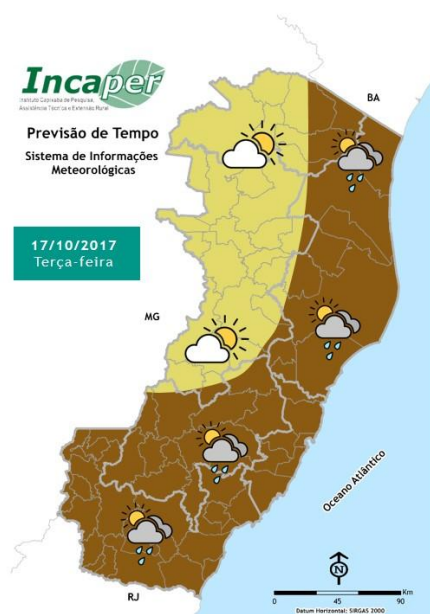 Incaper
Instituto Capixaba de Pesquisa,
Assistência Técnica e Extensão Rural
Previsão de Tempo
Sistema de Informações
Meteorológicas
17/10/2017
Terça-feira
BA
MG
Oceano Atlântico
RJ
N
Km
0 45 90
Datum Horizontal: SIRGAS 2000